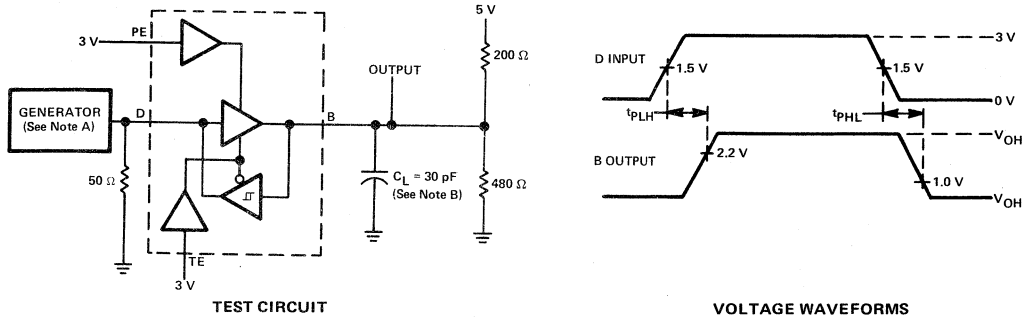 5 V
PE
3 V
200 Ω
OUTPUT
GENERATOR
(See Note A)
D
B
50 Ω
C_L = 30 pF
(See Note B)
480 Ω
TE
3 V
TEST CIRCUIT
3 V
D INPUT
1.5 V
1.5 V
0 V
t_PLH
t_PHL
V_OH
B OUTPUT
2.2 V
1.0 V
V_OH
VOLTAGE WAVEFORMS